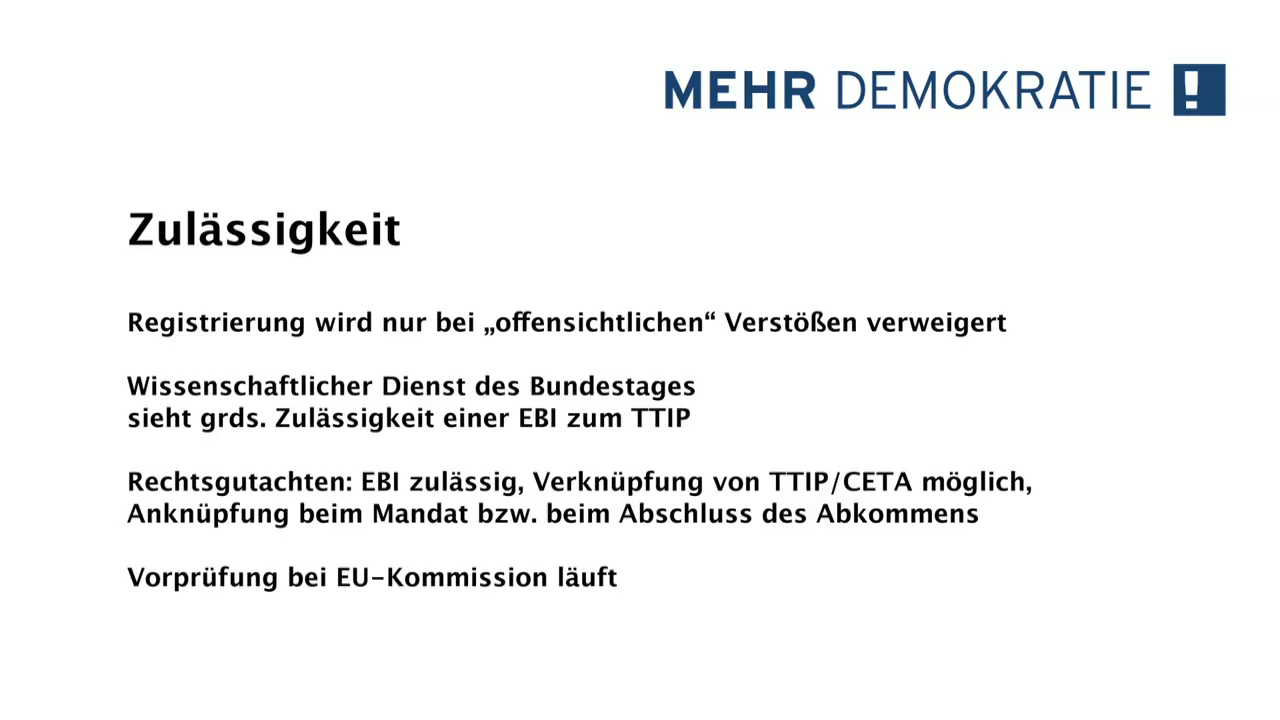 MEHR DEMOKRATIE !
Zulässigkeit
Registrierung wird nur bei „offensichtlichen“ Verstößen verweigert
Wissenschaftlicher Dienst des Bundestages
sieht grds. Zulässigkeit einer EBI zum TTIP
Rechtsgutachten: EBI zulässig, Verknüpfung von TTIP/CETA möglich,
Anknüpfung beim Mandat bzw. beim Abschluss des Abkommens
Vorprüfung bei EU-Kommission läuft